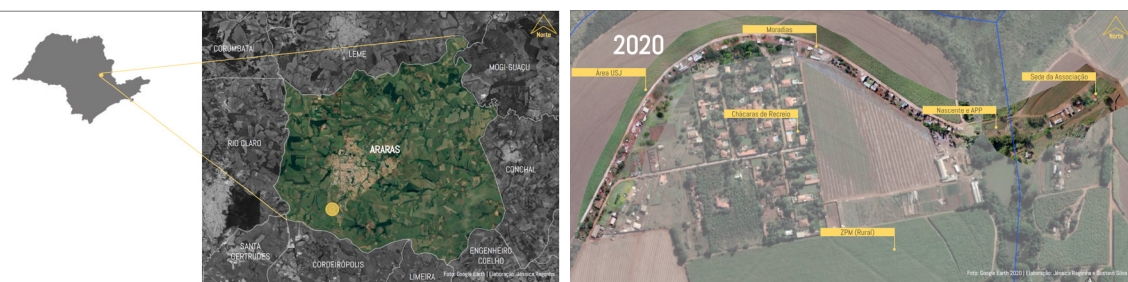 Norte
CORUMBATAÍ
LEME
MOGI-GUAÇU
RIO CLARO
ARARAS
CONCHAL
SANTA
GERTRUDES
CORDEIRÓPOLIS
ENGENHEIRO
COELHO
LIMEIRA
Foto: Google Earth | Elaboração: Jéssica Regonha
2020
Norte
Moradias
Área USJ
Sede da Associação
Nascente e APP
Chácaras de Recreio
ZPM (Rural)
Foto: Google Earth 2020 | Elaboração: Jéssica Regonha e Gustavo Silva